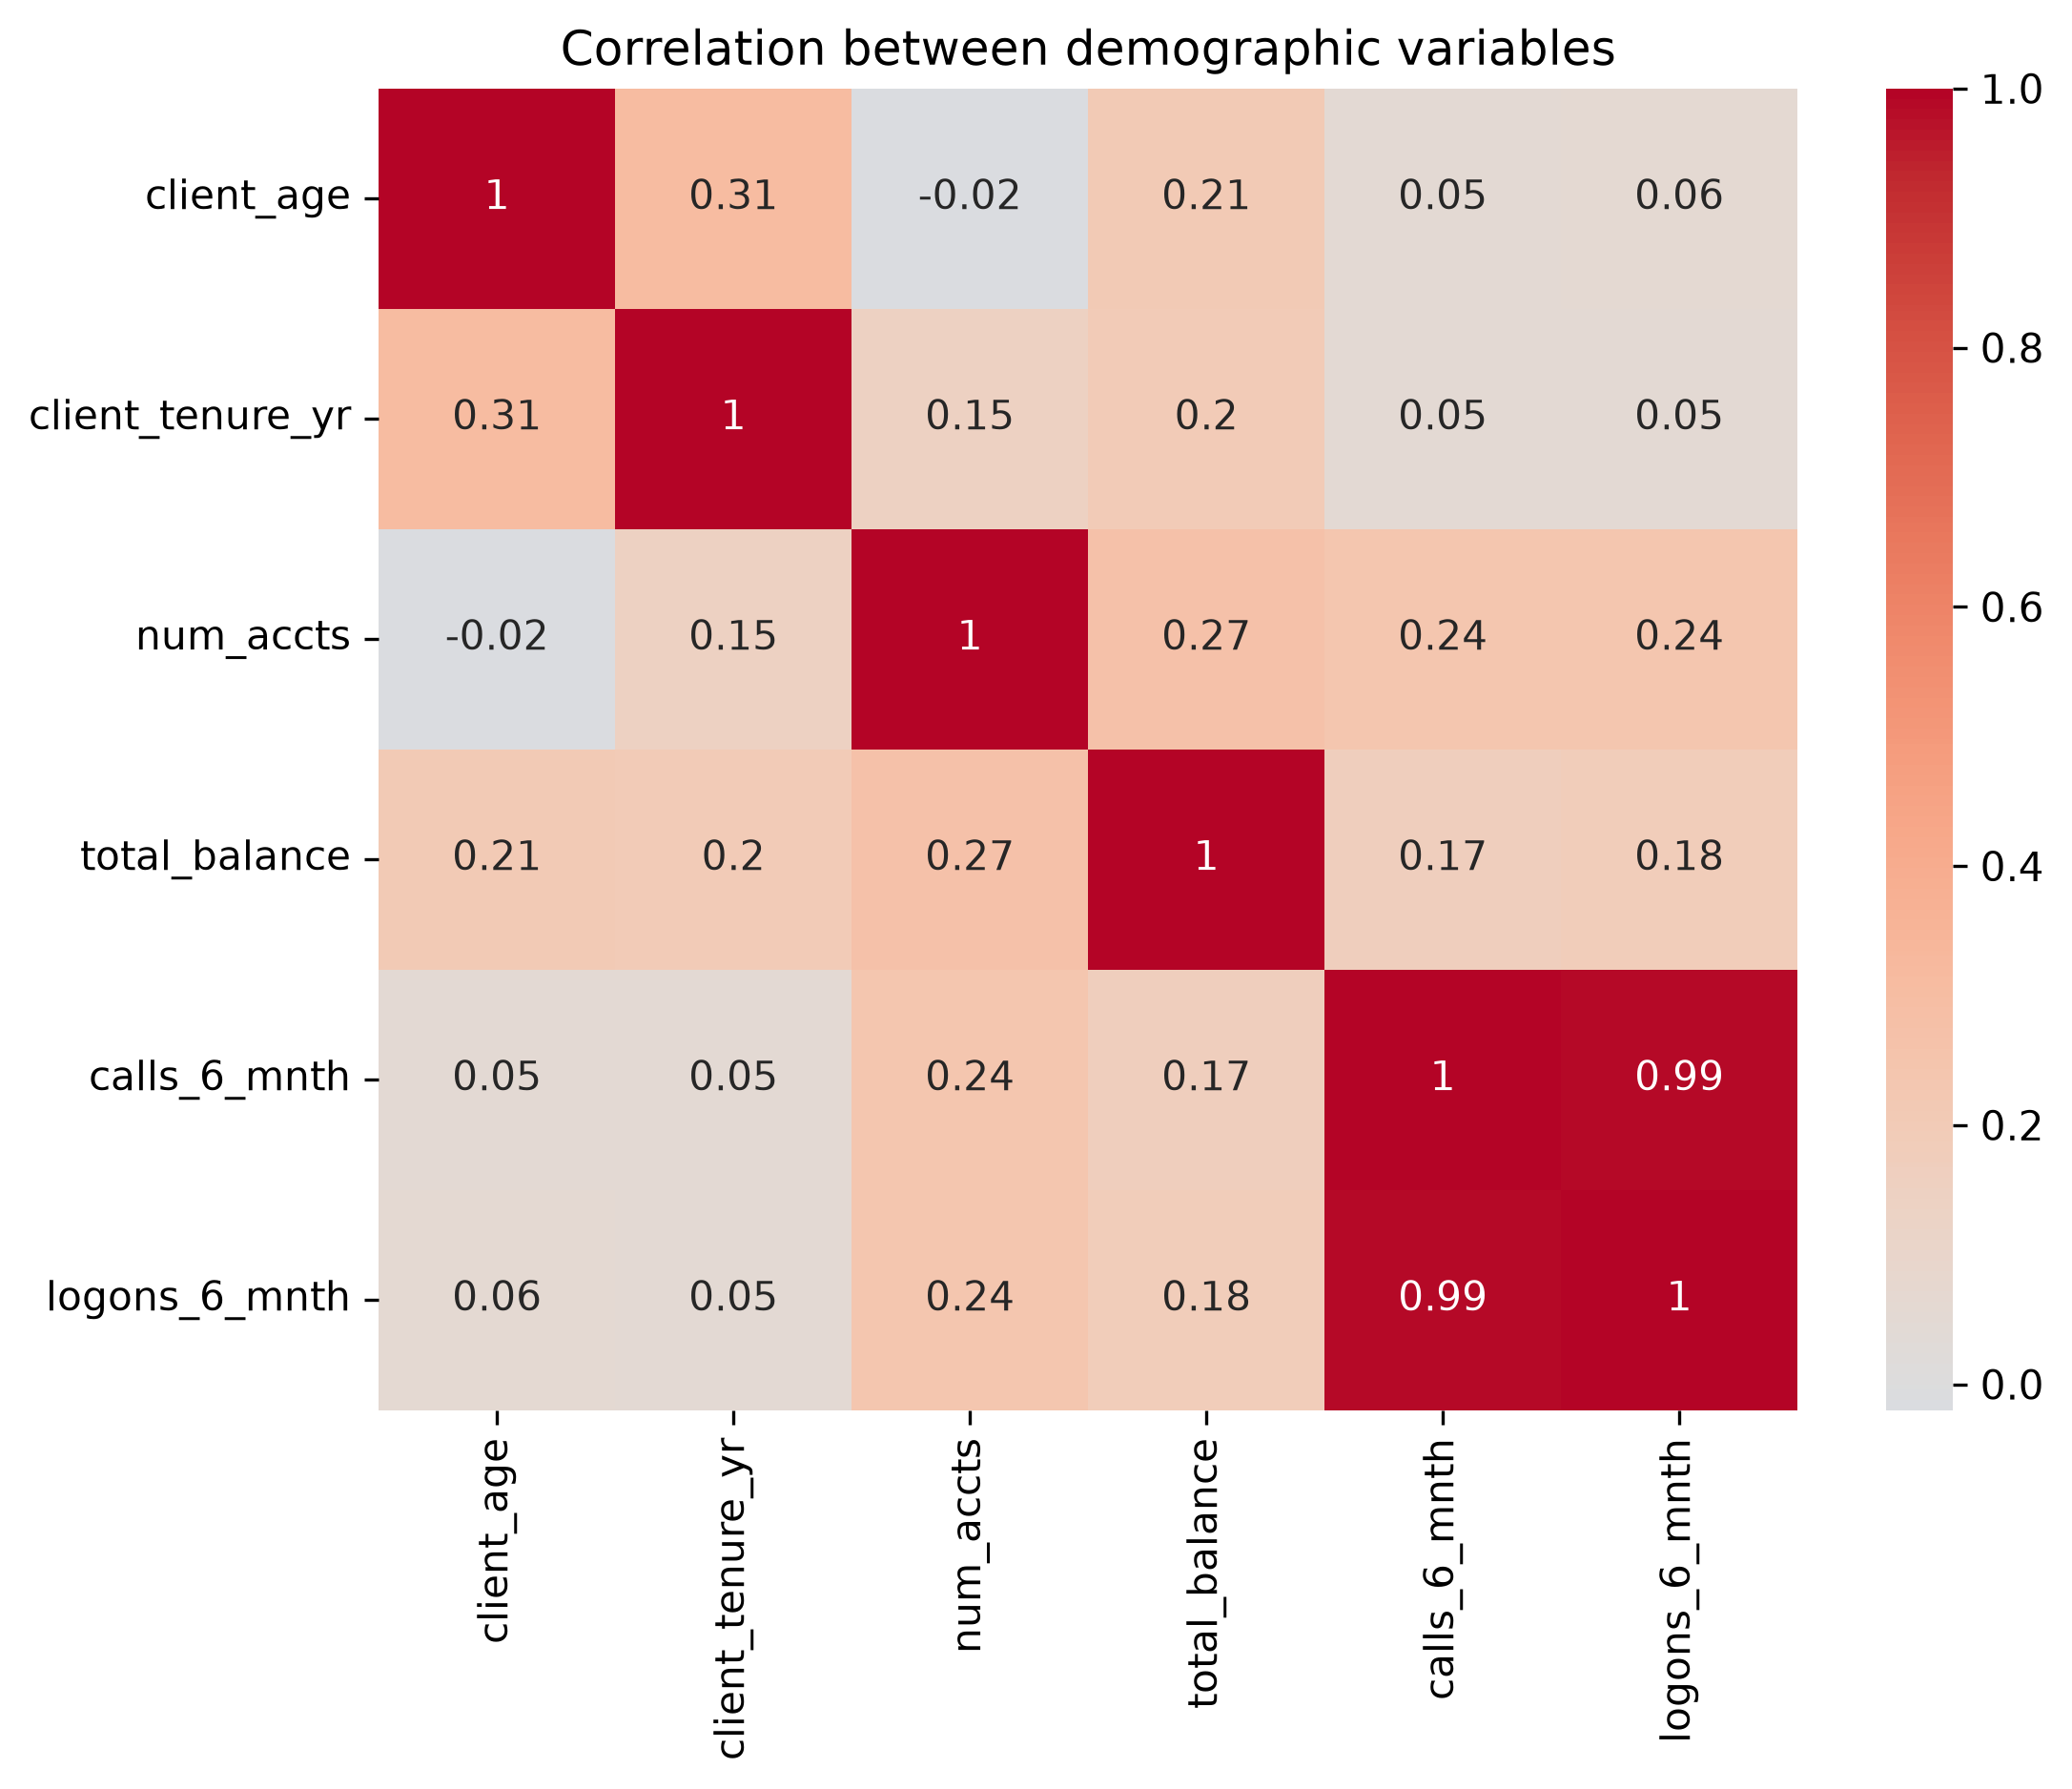 Correlation between demographic variables
client_age 1 0.31 -0.02 0.21 0.05 0.06
client_tenure_yr 0.31 1 0.15 0.2 0.05 0.05
num_accts -0.02 0.15 1 0.27 0.24 0.24
total_balance 0.21 0.2 0.27 1 0.17 0.18
calls_6_mnth 0.05 0.05 0.24 0.17 1 0.99
logons_6_mnth 0.06 0.05 0.24 0.18 0.99 1
client_age
client_tenure_yr
num_accts
total_balance
calls_6_mnth
logons_6_mnth
1.0
0.8
0.6
0.4
0.2
0.0